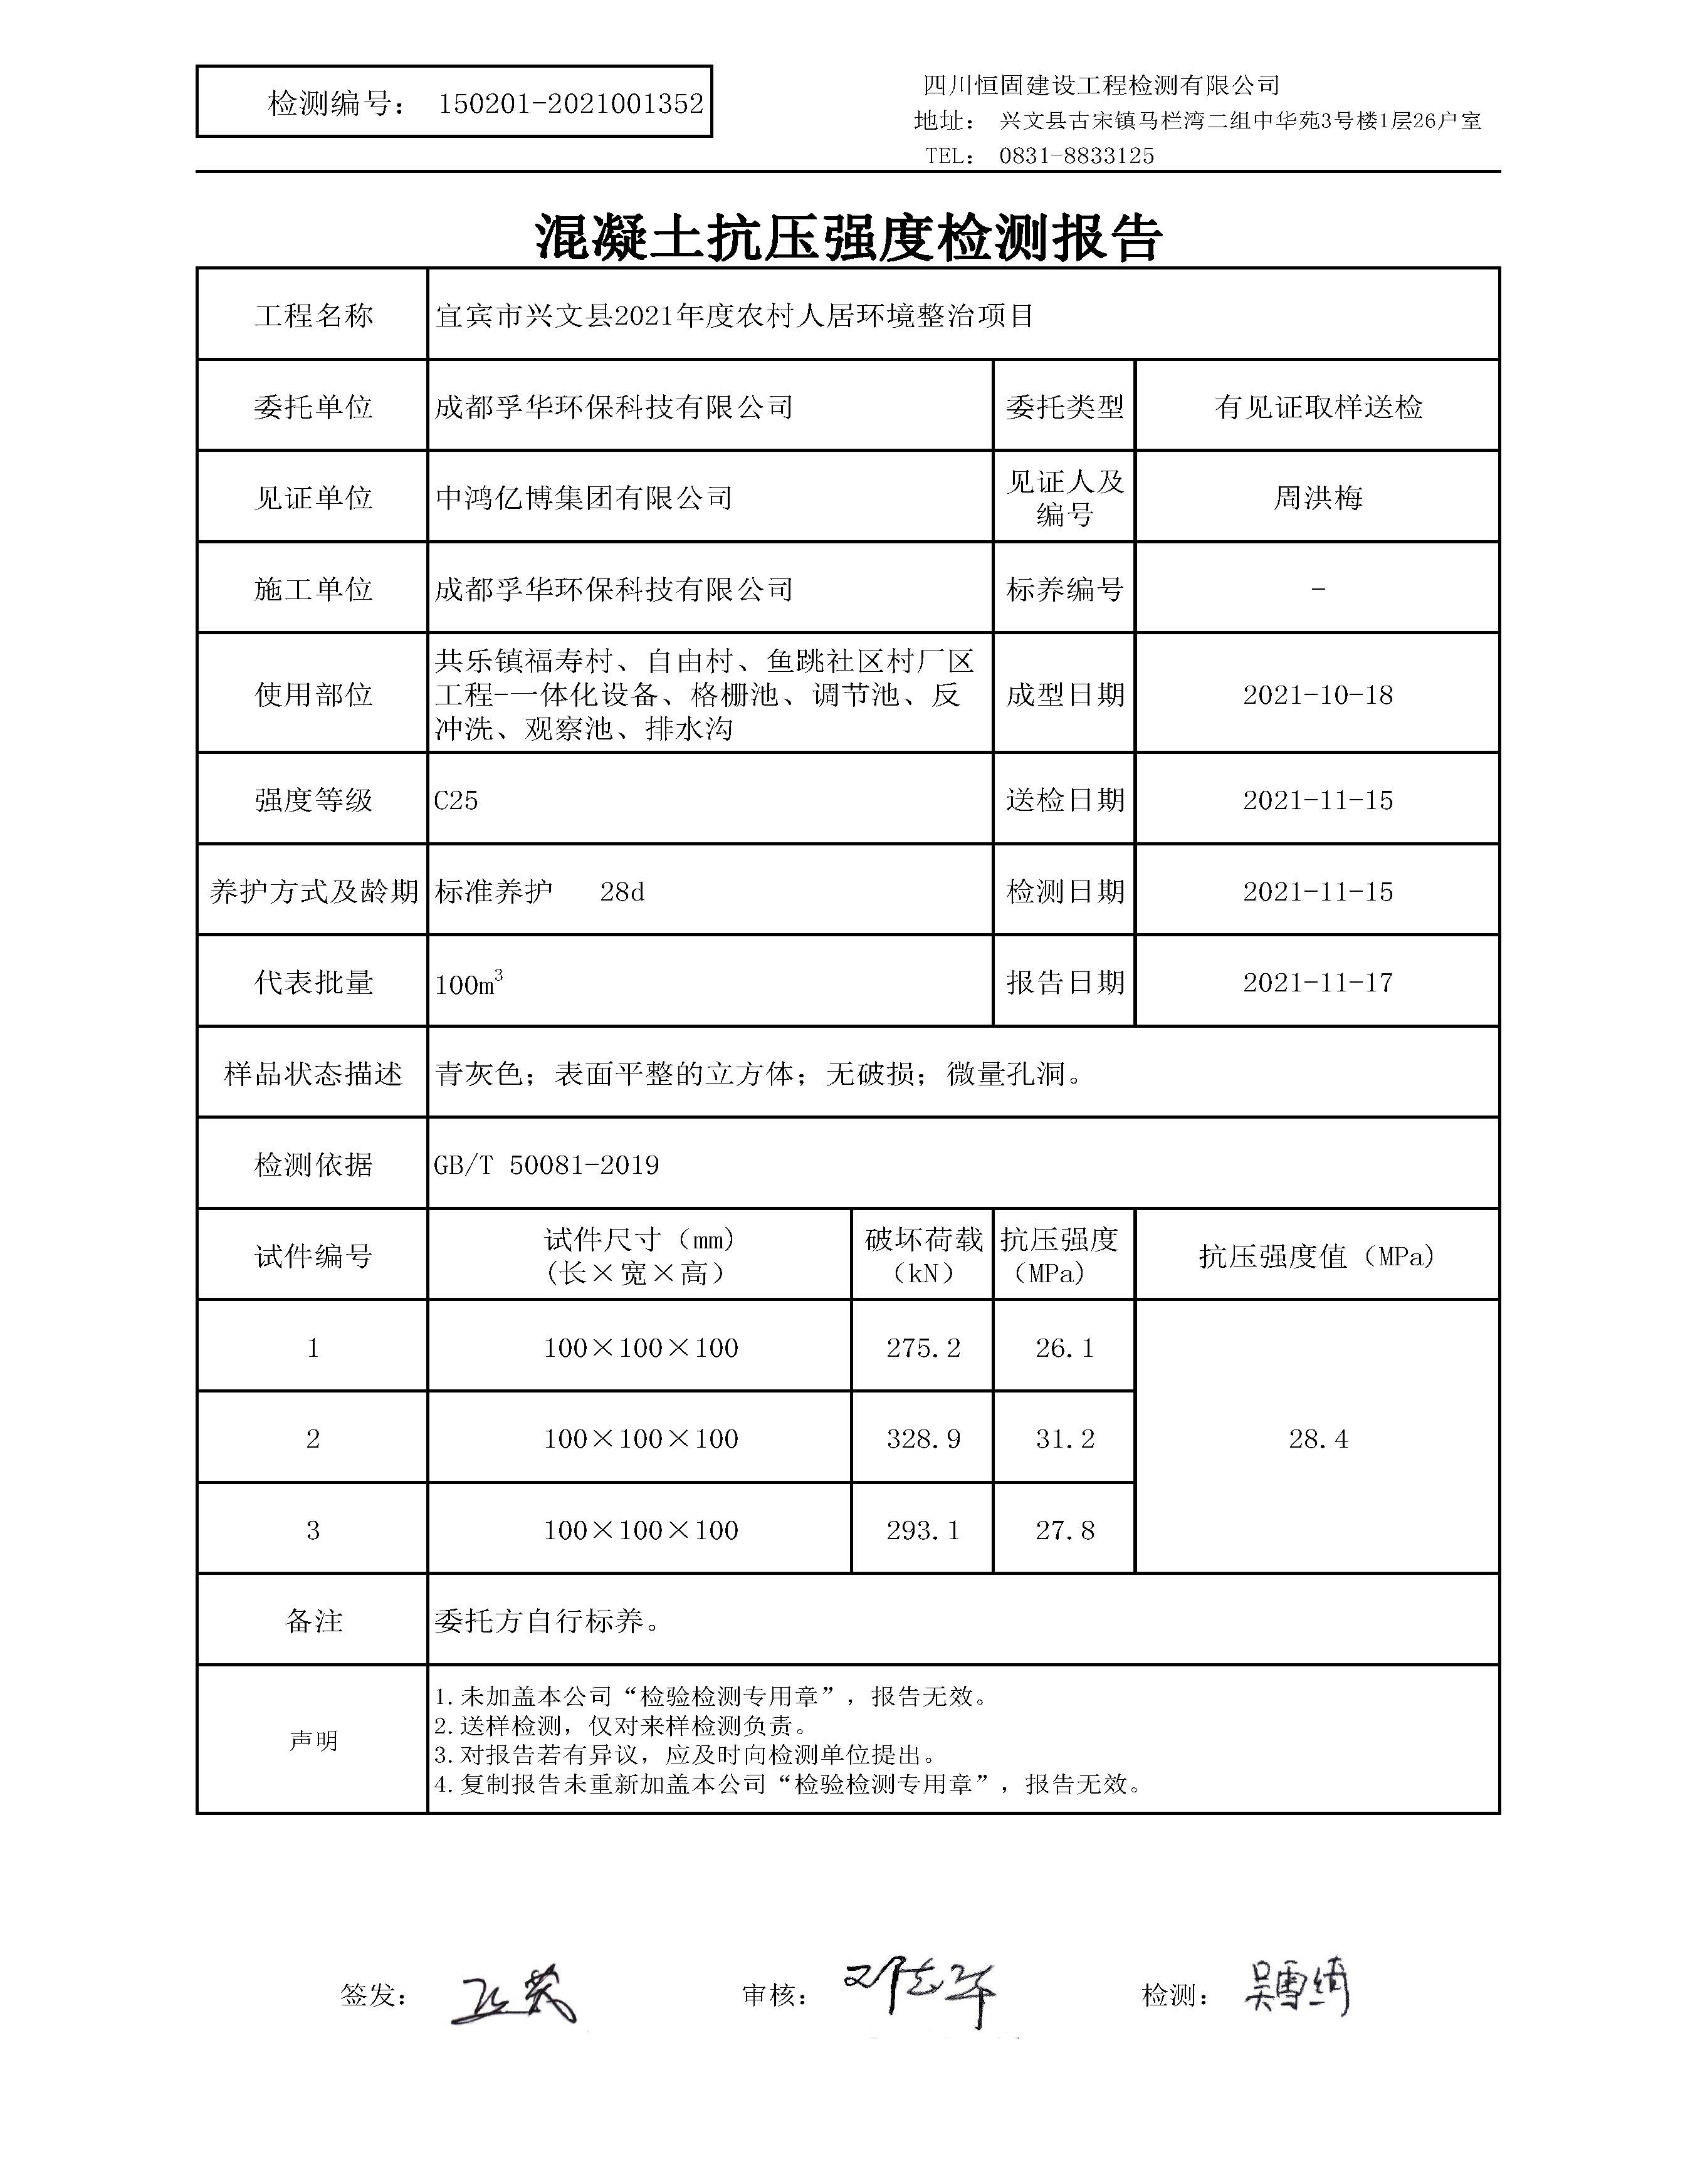 检测编号： 150201-2021001352
四川恒固建设工程检测有限公司
地址： 兴文县古宋镇马栏湾二组中华苑3号楼1层26户室
TEL： 0831-8833125
混凝土抗压强度检测报告
工程名称 宜宾市兴文县2021年度农村人居环境整治项目
委托单位 成都孚华环保科技有限公司 委托类型 有见证取样送检
见证单位 中鸿亿博集团有限公司 见证人及
编号 周洪梅
施工单位 成都孚华环保科技有限公司 标养编号 -
使用部位 共乐镇福寿村、自由村、鱼跳社区村厂区
工程-一体化设备、格栅池、调节池、反
冲洗、观察池、排水沟
成型日期 2021-10-18
强度等级 C25 送检日期 2021-11-15
养护方式及龄期 标准养护 28d 检测日期 2021-11-15
代表批量 100m³ 报告日期 2021-11-17
样品状态描述 青灰色；表面平整的立方体；无破损；微量孔洞。
检测依据 GB/T 50081-2019
试件编号 试件尺寸（mm)
(长×宽×高） 破坏荷载
（kN） 抗压强度
（MPa) 抗压强度值（MPa)
1 100×100×100 275.2 26.1
2 100×100×100 328.9 31.2 28.4
3 100×100×100 293.1 27.8
备注 委托方自行标养。
声明
1.未加盖本公司“检验检测专用章”，报告无效。
2.送样检测，仅对来样检测负责。
3.对报告若有异议，应及时向检测单位提出。
4.复制报告未重新加盖本公司“检验检测专用章”，报告无效。
签发： 审核： 检测： 吴雪绮